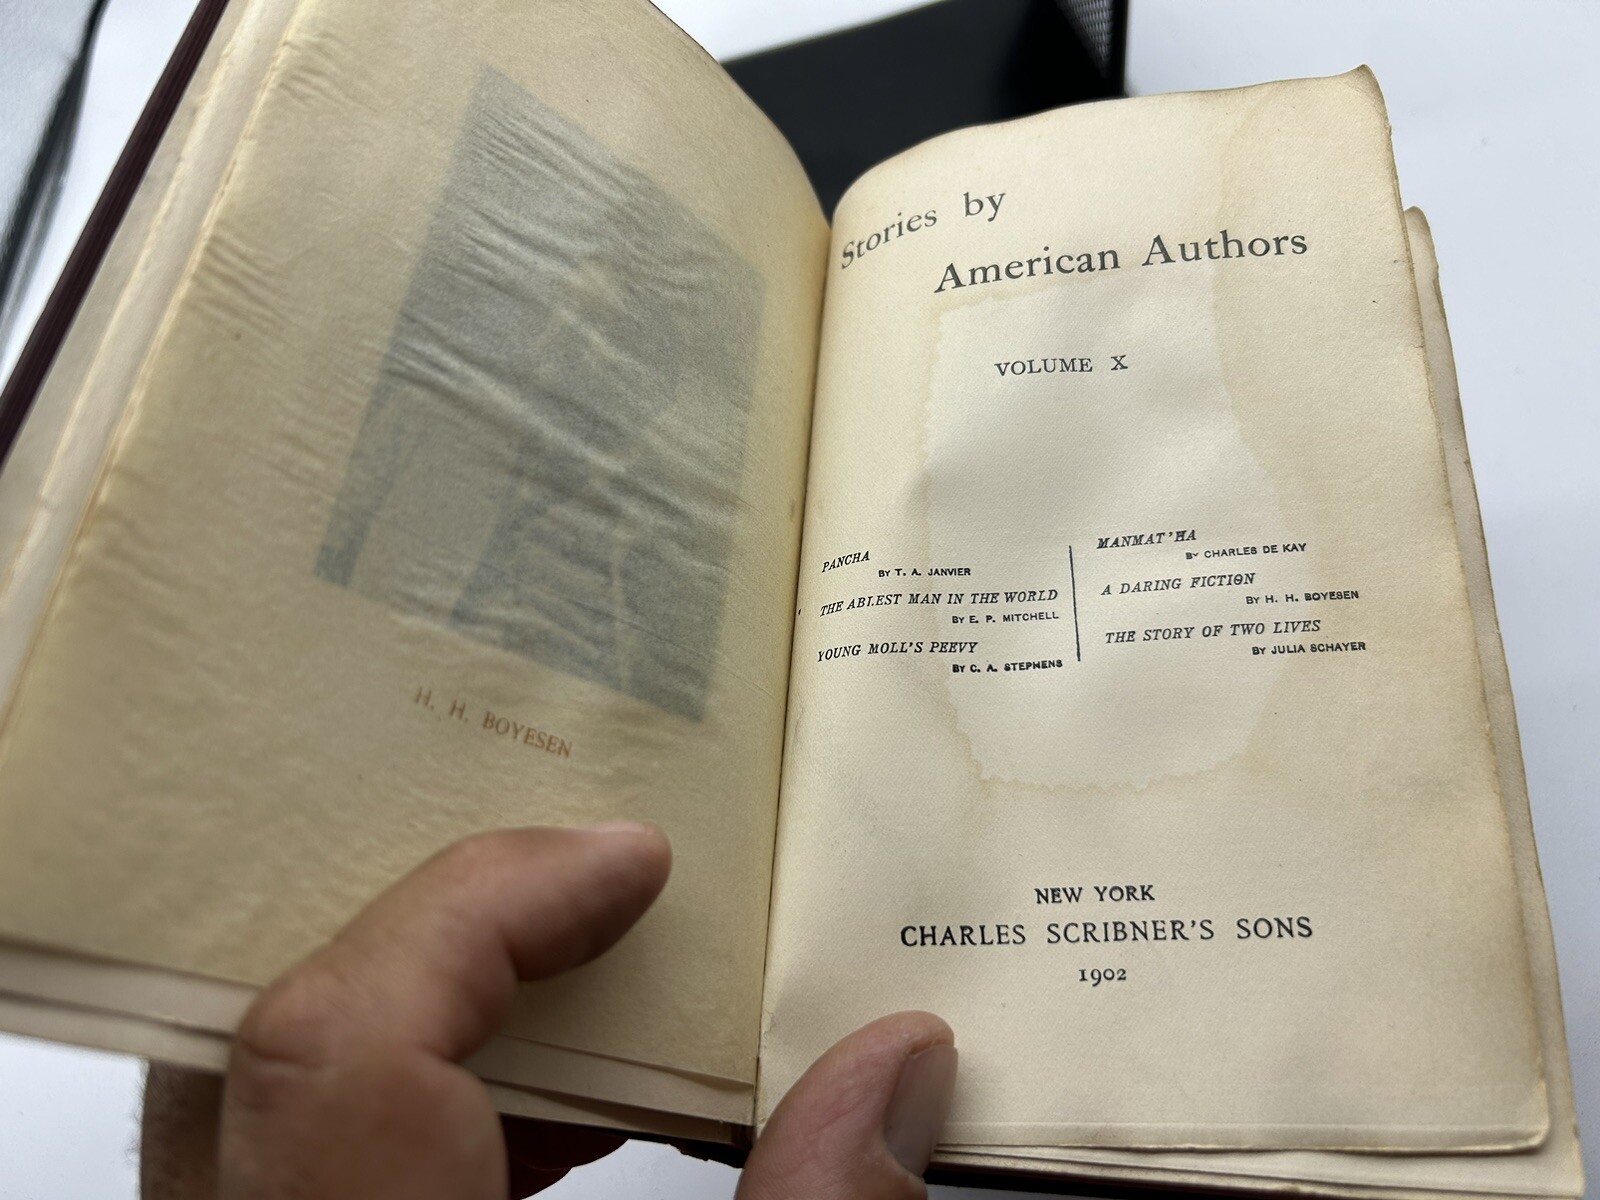 H. H. BOYESEN
Stories by
American Authors
VOLUME X
PANCHA
BY T. A. JANVIER
THE ABLEST MAN IN THE WORLD
BY E. P. MITCHELL
YOUNG MOLL'S PEEVY
BY C. A. STEPHENS
MANMAT'HA
BY CHARLES DE KAY
A DARING FICTION
BY H. H. BOYESEN
THE STORY OF TWO LIVES
BY JULIA SCHAYER
NEW YORK
CHARLES SCRIBNER'S SONS
1902